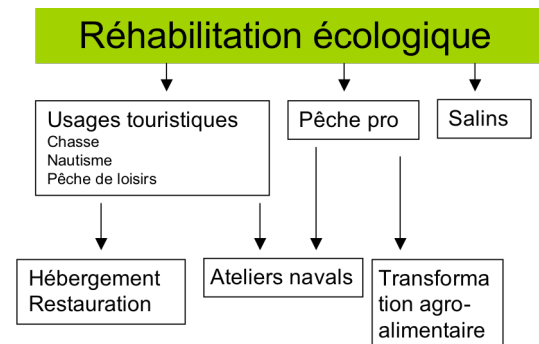 Réhabilitation écologique
Usages touristiques
Chasse
Nautisme
Pêche de loisirs
Pêche pro
Salins
Hébergement
Restauration
Ateliers navals
Transforma
tion agro-
alimentaire